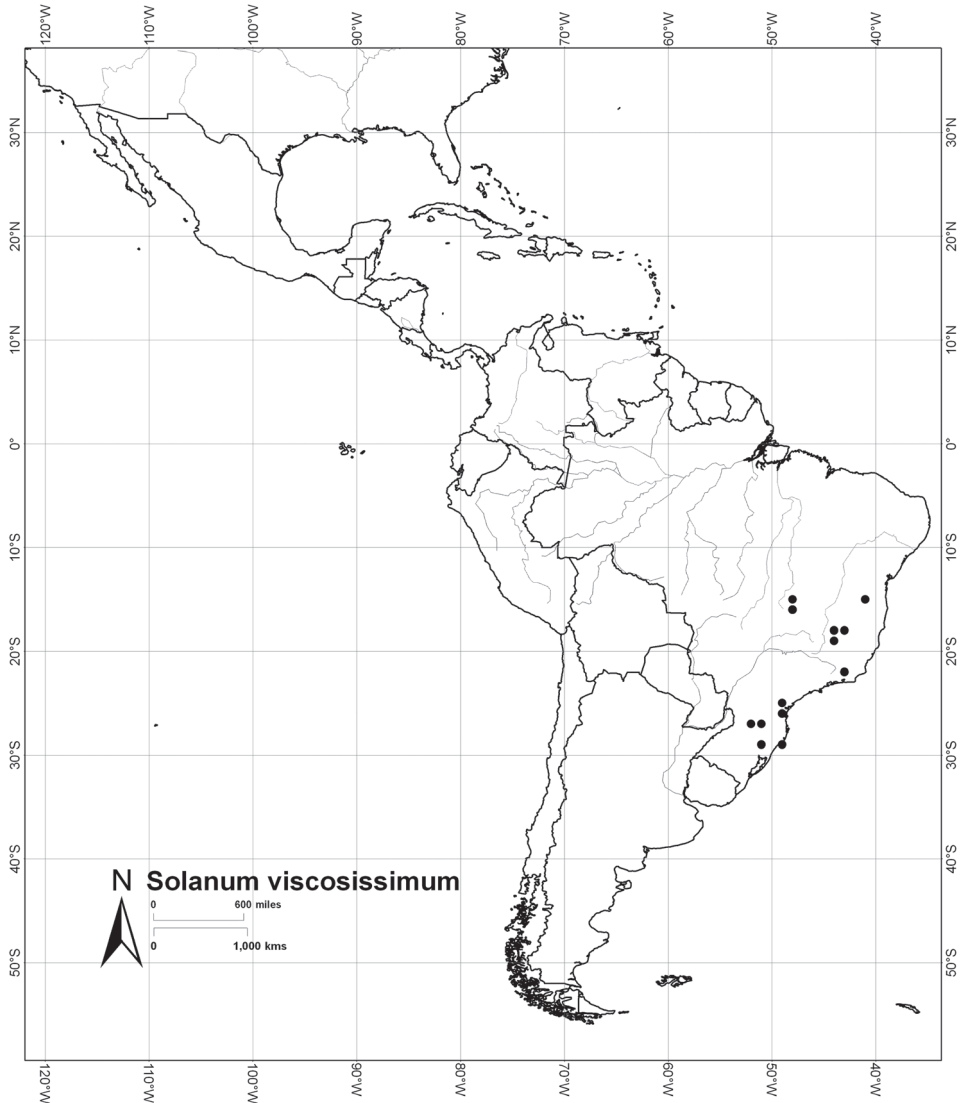 120°W 110°W 100°W 90°W 80°W 70°W 60°W 50°W 40°W
30°N 30°N
20°N 20°N
10°N 10°N
0° 0°
10°S 10°S
20°S 20°S
30°S 30°S
40°S 40°S
N Solanum viscosissimum
0 600 miles
0 1,000 kms
50°S 50°S
120°W 110°W 100°W 90°W 80°W 70°W 60°W 50°W 40°W